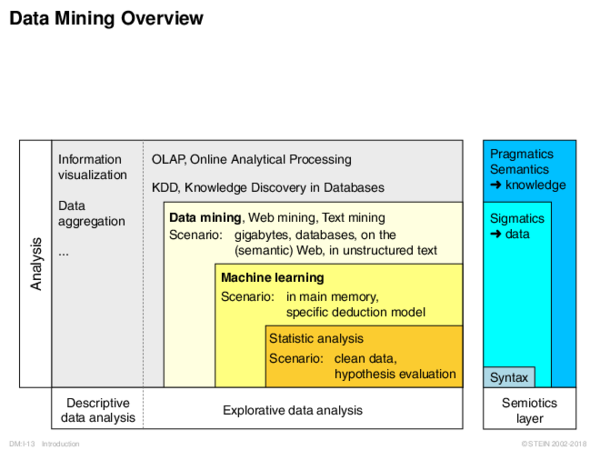 Data Mining Overview
Analysis
Information
visualization
Data
aggregation
...
OLAP, Online Analytical Processing
KDD, Knowledge Discovery in Databases
Data mining, Web mining, Text mining
Scenario: gigabytes, databases, on the
(semantic) Web, in unstructured text
Machine learning
Scenario: in main memory,
specific deduction model
Statistic analysis
Scenario: clean data,
hypothesis evaluation
Descriptive
data analysis
Explorative data analysis
Pragmatics
Semantics
➜ knowledge
Sigmatics
➜ data
Syntax
Semiotics
layer
DM:I-13 Introduction
© STEIN 2002-2018